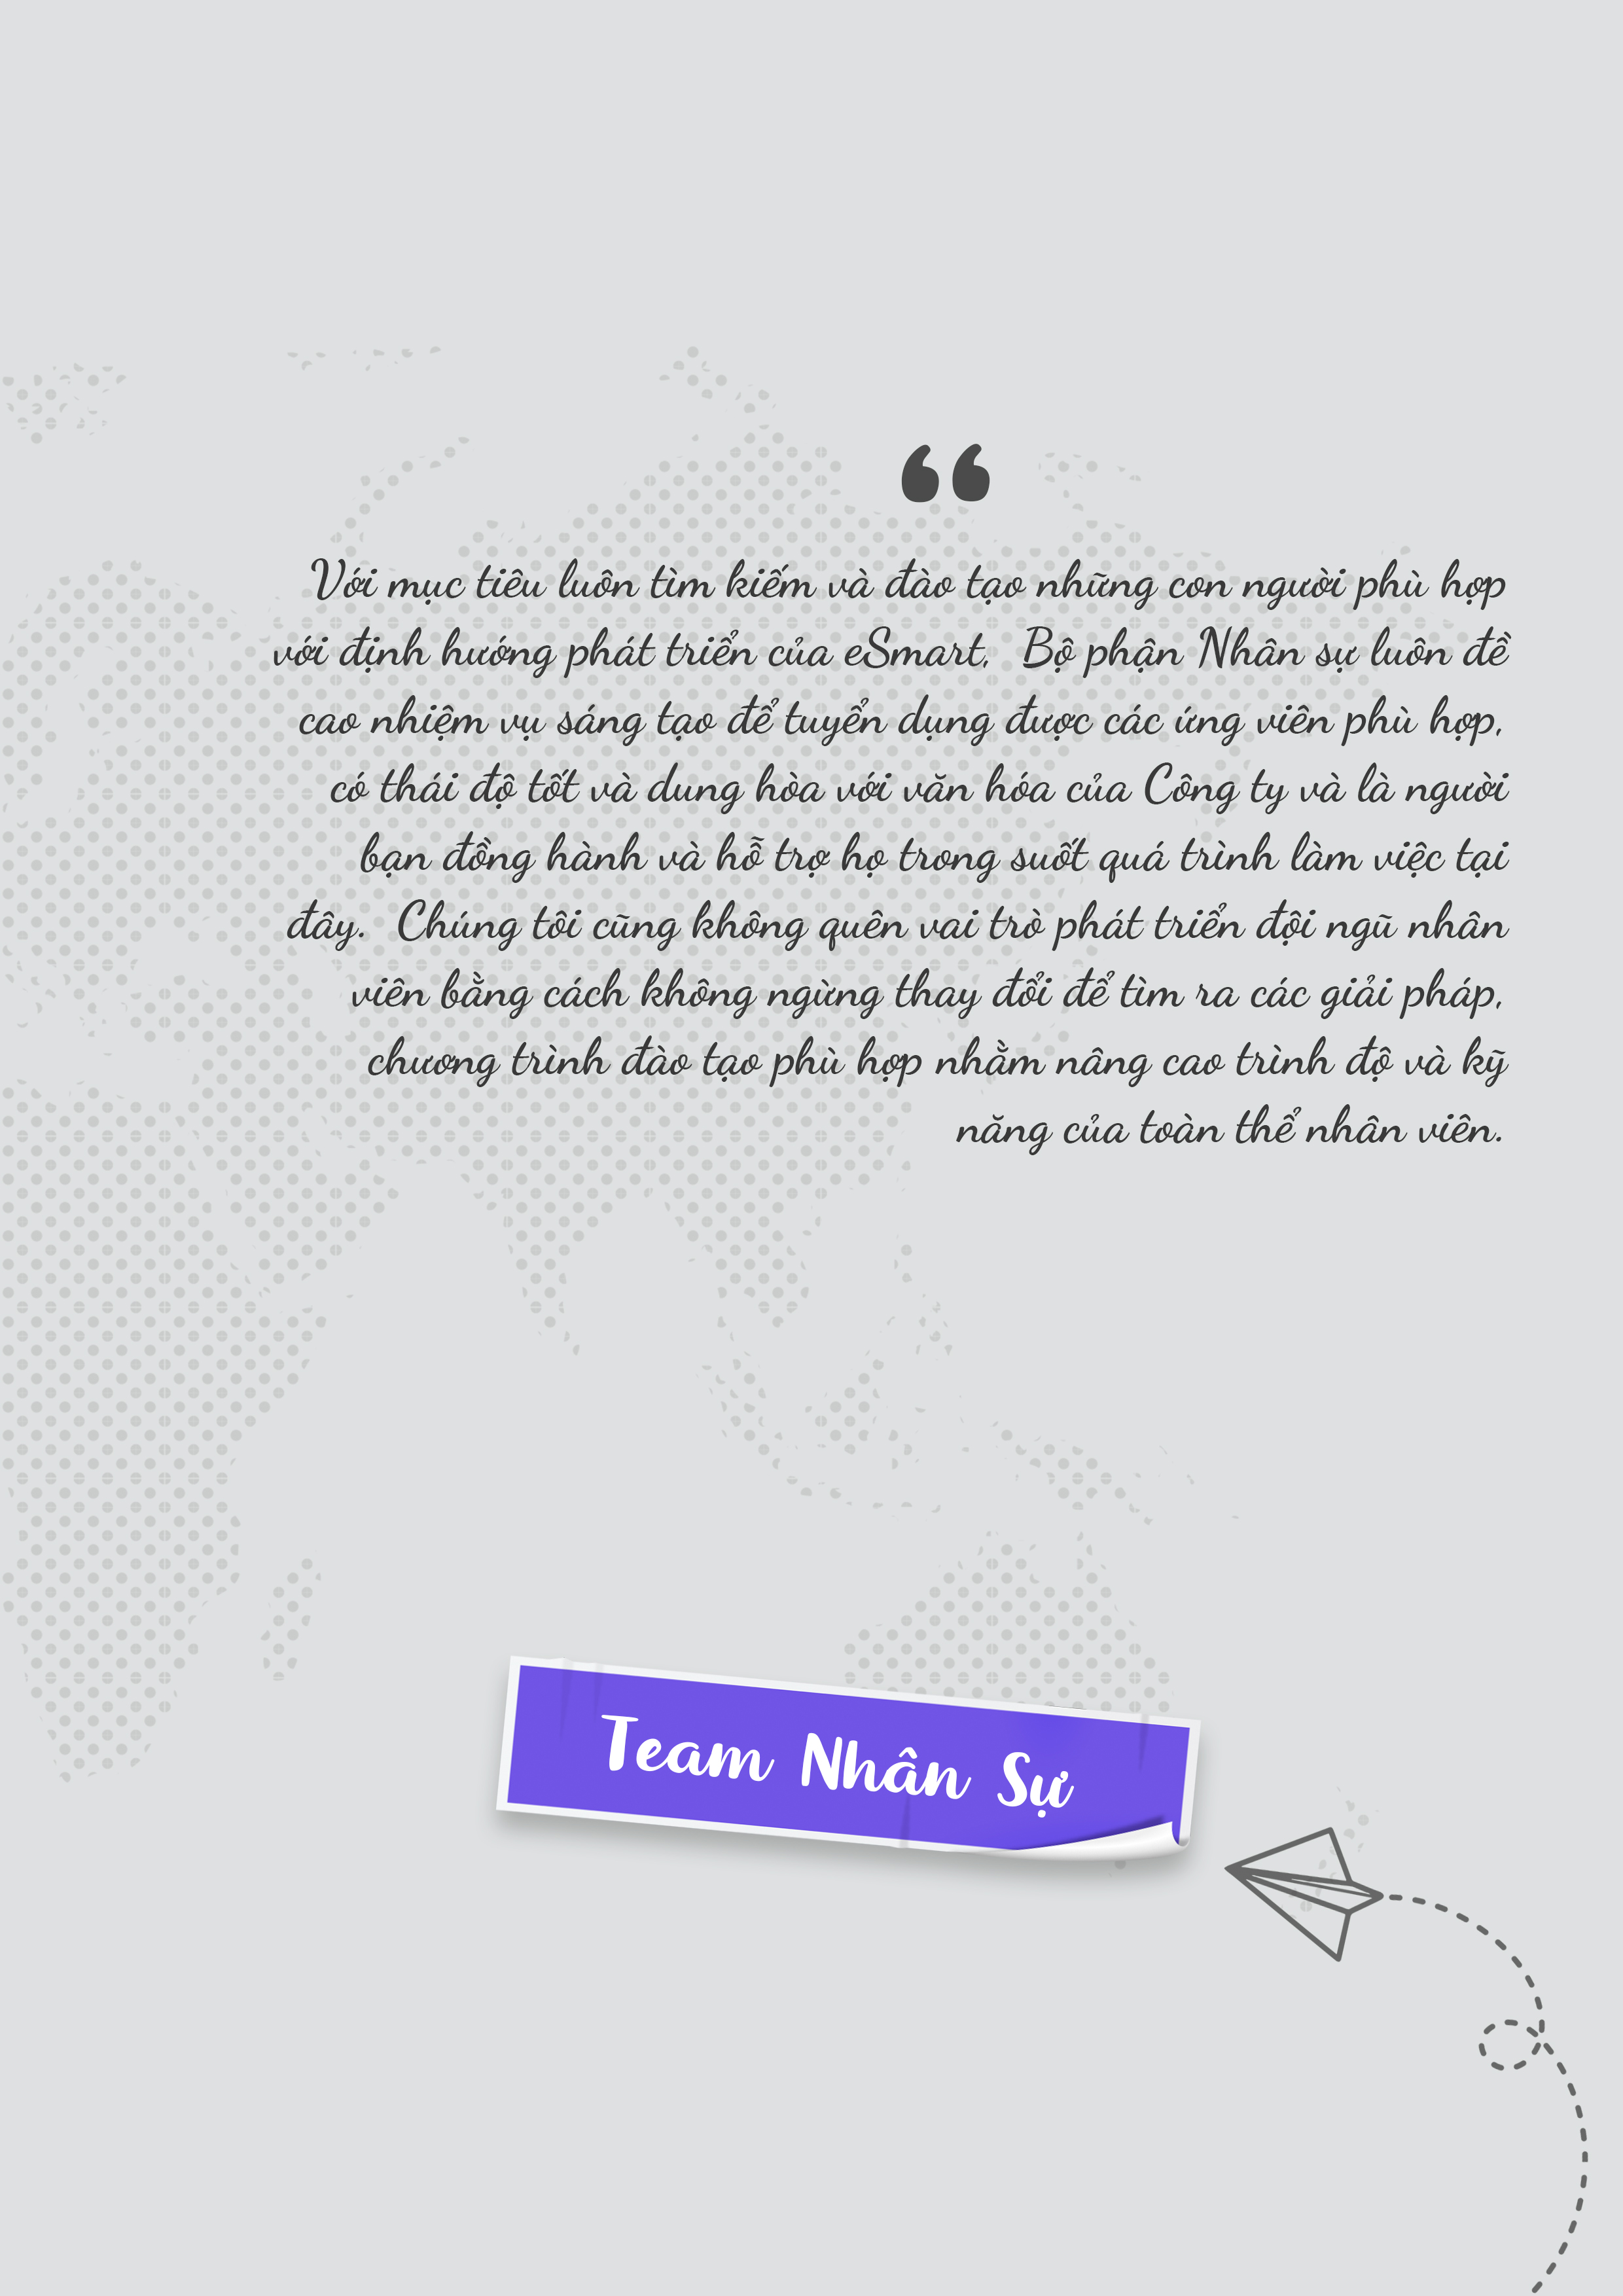 “
Với mục tiêu luôn tìm kiếm và đào tạo những con người phù hợp
với định hướng phát triển của eSmart,  Bộ phận Nhân sự luôn đề
cao nhiệm vụ sáng tạo để tuyển dụng được các ứng viên phù hợp,
có thái độ tốt và dung hòa với văn hóa của Công ty và là người
bạn đồng hành và hỗ trợ họ trong suốt quá trình làm việc tại
đây.  Chúng tôi cũng không quên vai trò phát triển đội ngũ nhân
viên bằng cách không ngừng thay đổi để tìm ra các giải pháp,
chương trình đào tạo phù hợp nhằm nâng cao trình độ và kỹ
năng của toàn thể nhân viên.
Team Nhân Sự